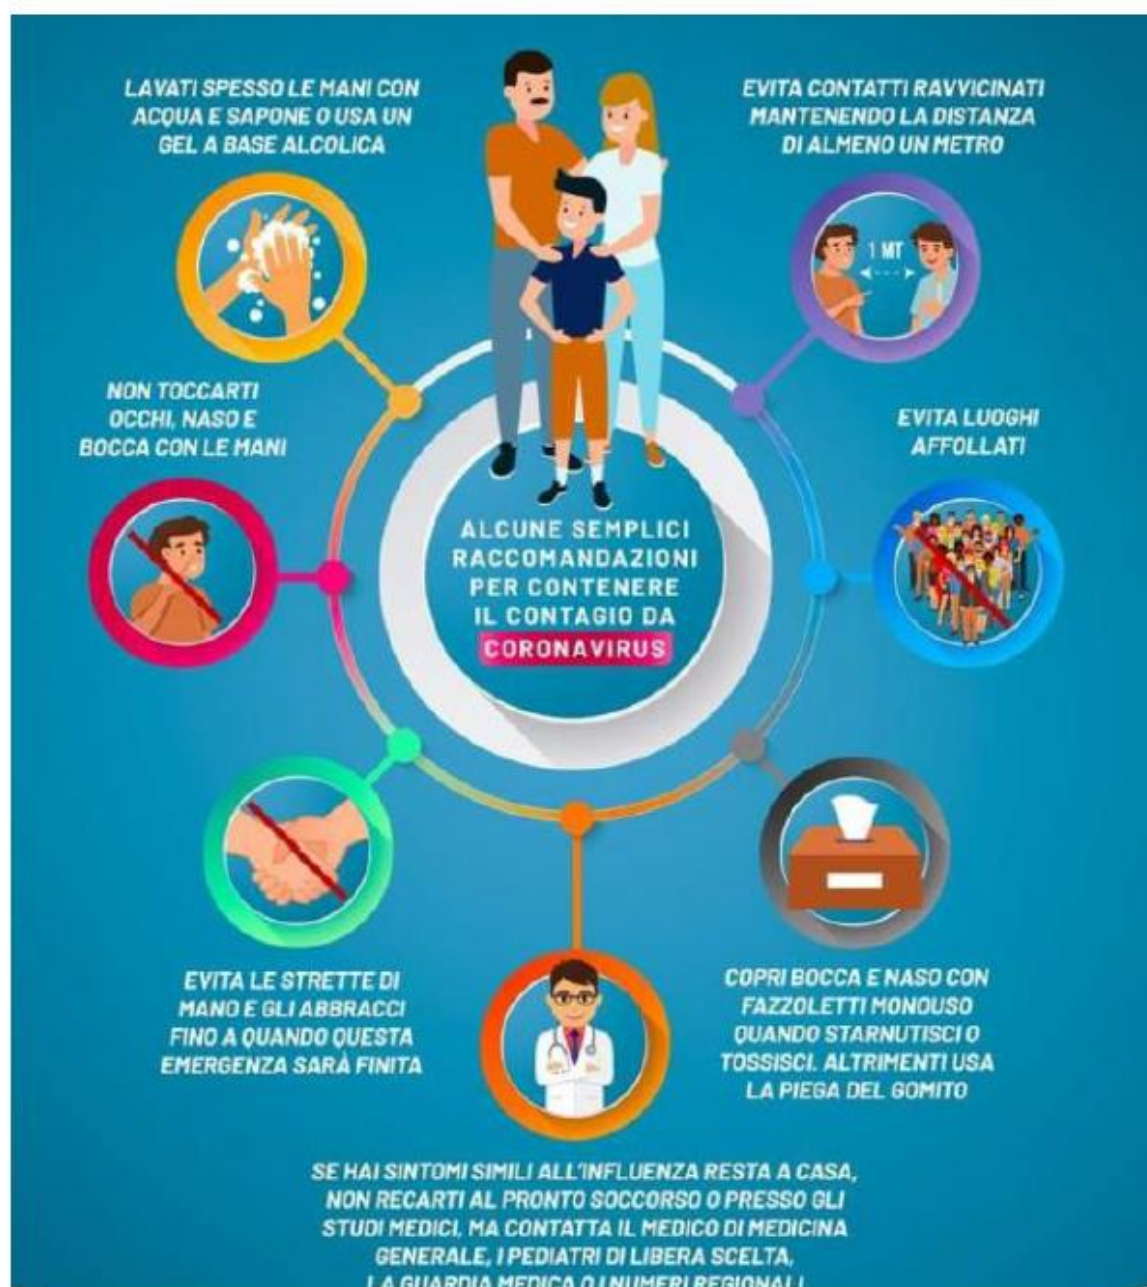 LAVATI SPESSO LE MANI CON
ACQUA E SAPONE O USA UN
GEL A BASE ALCOLICA
EVITA CONTATTI RAVVICINATI
MANTENENDO LA DISTANZA
DI ALMENO UN METRO
1 MT
NON TOCCARTI
OCCHI, NASO E
BOCCA CON LE MANI
EVITA LUOGHI
AFFOLLATI
ALCUNE SEMPLICI
RACCOMANDAZIONI
PER CONTENERE
IL CONTAGIO DA
CORONAVIRUS
EVITA LE STRETTE DI
MANO E GLI ABBRACCI
FINO A QUANDO QUESTA
EMERGENZA SARÀ FINITA
COPRI BOCCA E NASO CON
FAZZOLETTI MONOUSO
QUANDO STARNUTISCI O
TOSSISCI. ALTRIMENTI USA
LA PIEGA DEL GOMITO
SE HAI SINTOMI SIMILI ALL'INFLUENZA RESTA A CASA,
NON RECARTI AL PRONTO SOCCORSO O PRESSO GLI
STUDI MEDICI, MA CONTATTA IL MEDICO DI MEDICINA
GENERALE, I PEDIATRI DI LIBERA SCELTA,
LA GUARDIA MEDICA O I NUMERI REGIONALI